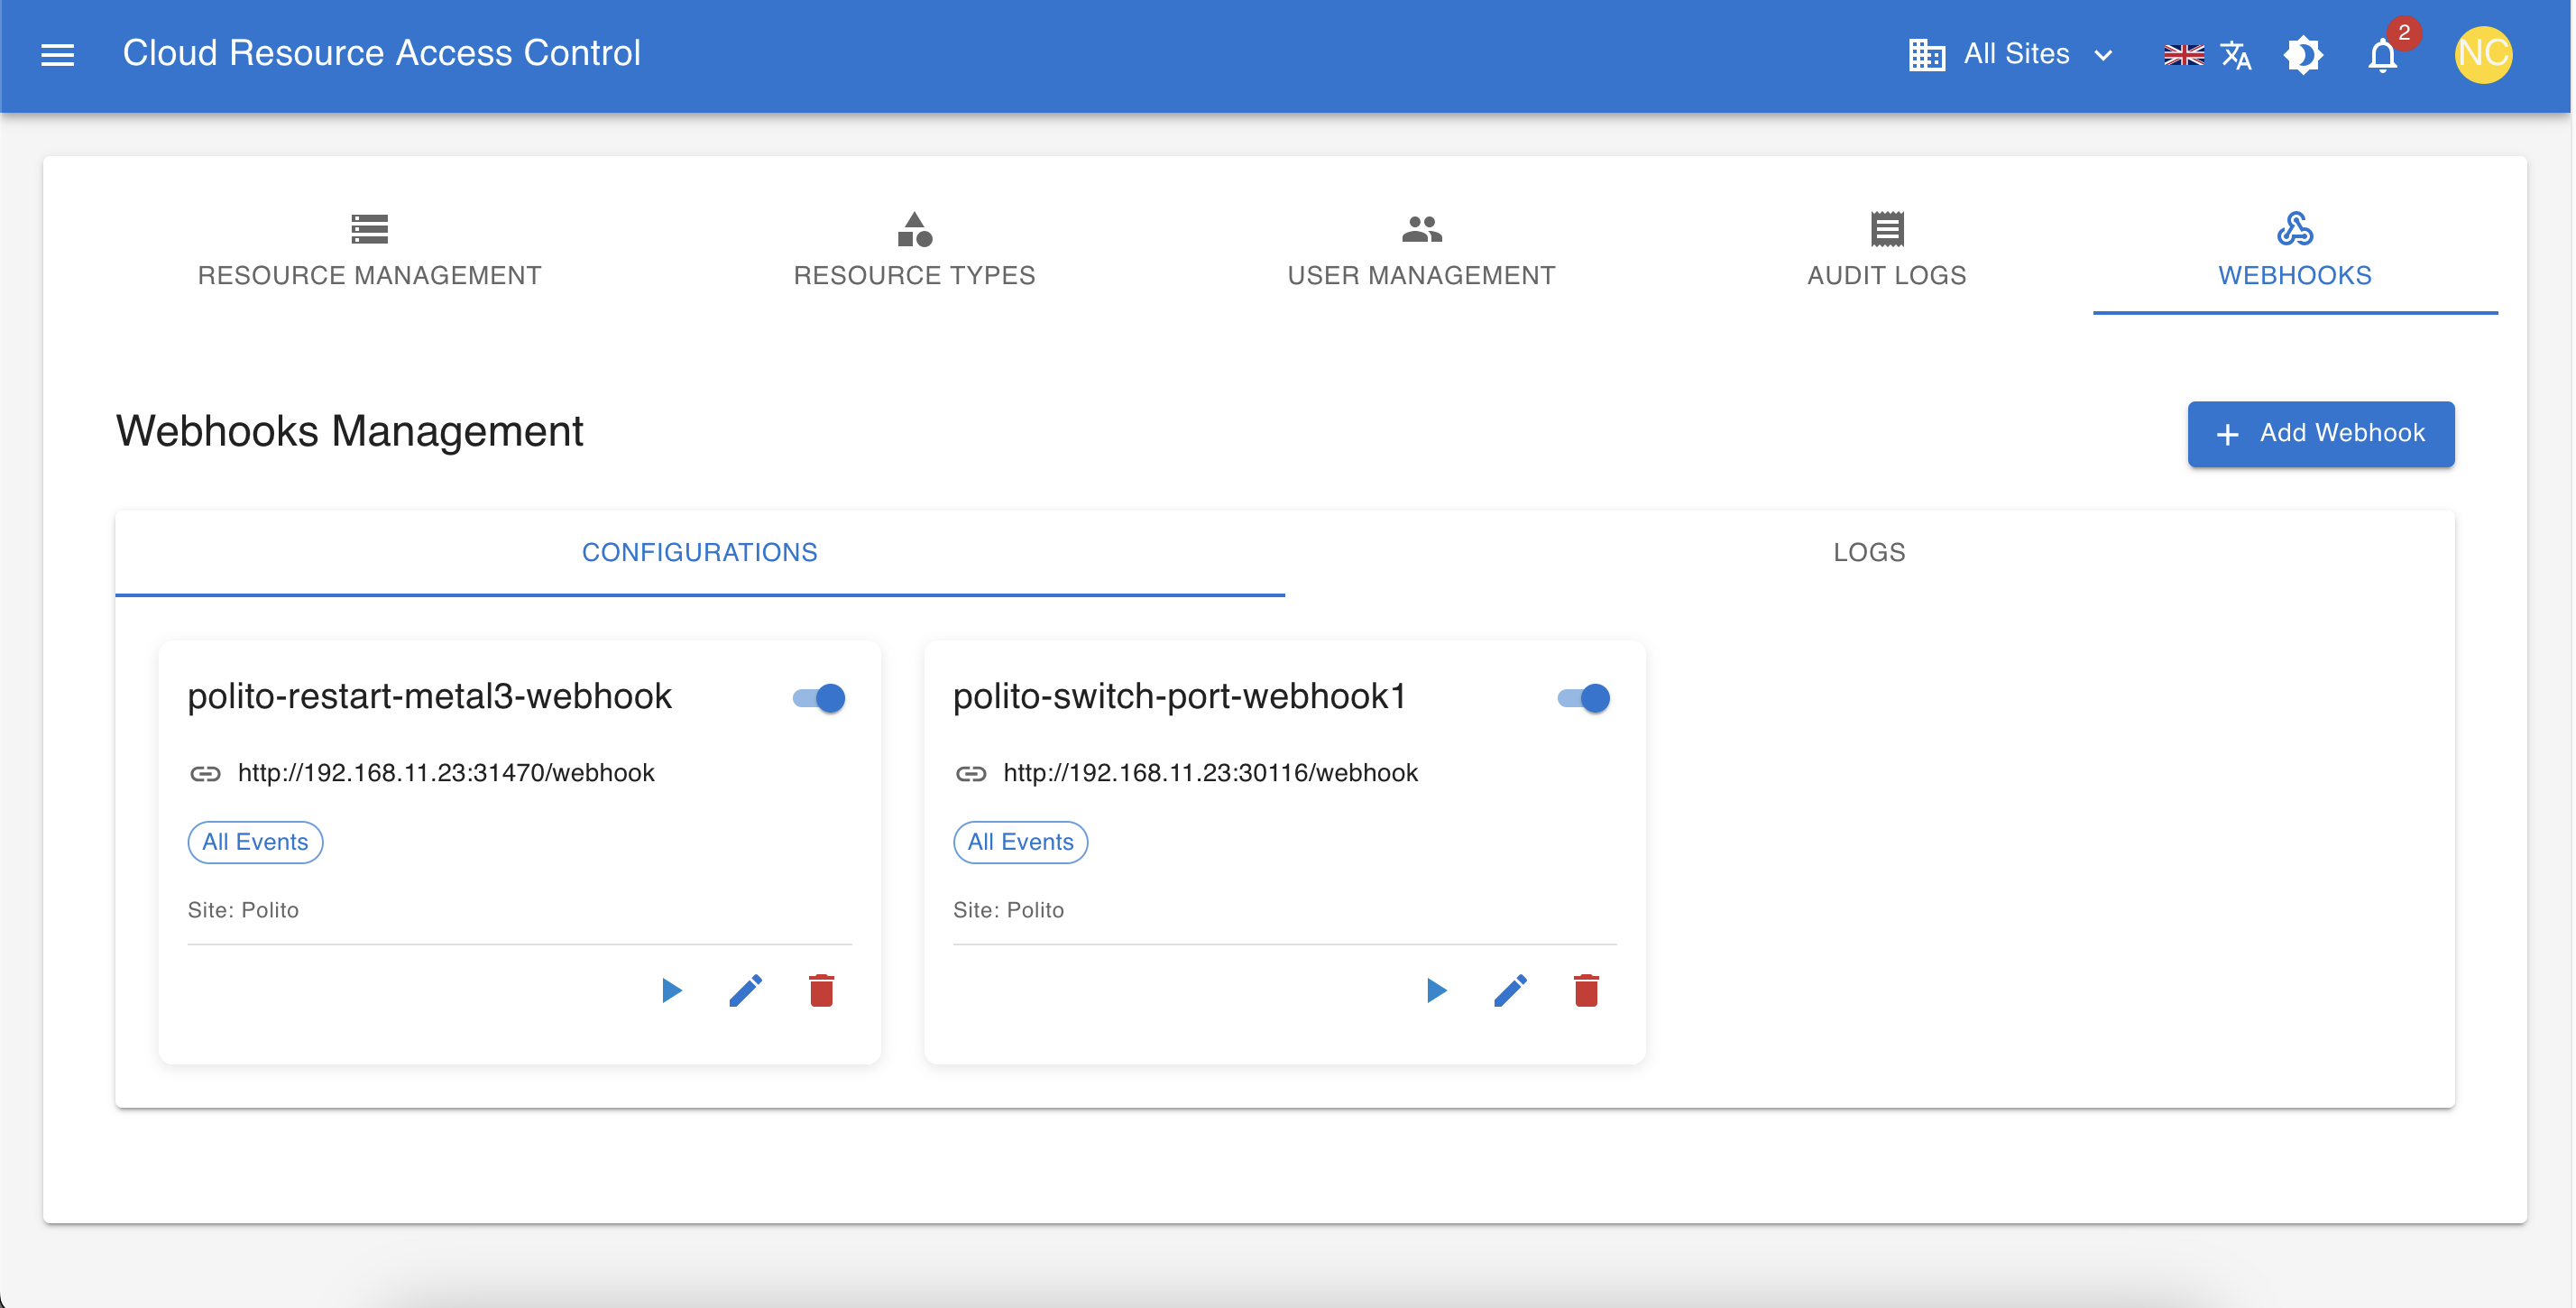 Cloud Resource Access Control
All Sites
2
NC
RESOURCE MANAGEMENT
RESOURCE TYPES
USER MANAGEMENT
AUDIT LOGS
WEBHOOKS
Webhooks Management
Add Webhook
CONFIGURATIONS
LOGS
polito-restart-metal3-webhook
http://192.168.11.23:31470/webhook
All Events
Site: Polito
polito-switch-port-webhook1
http://192.168.11.23:30116/webhook
All Events
Site: Polito